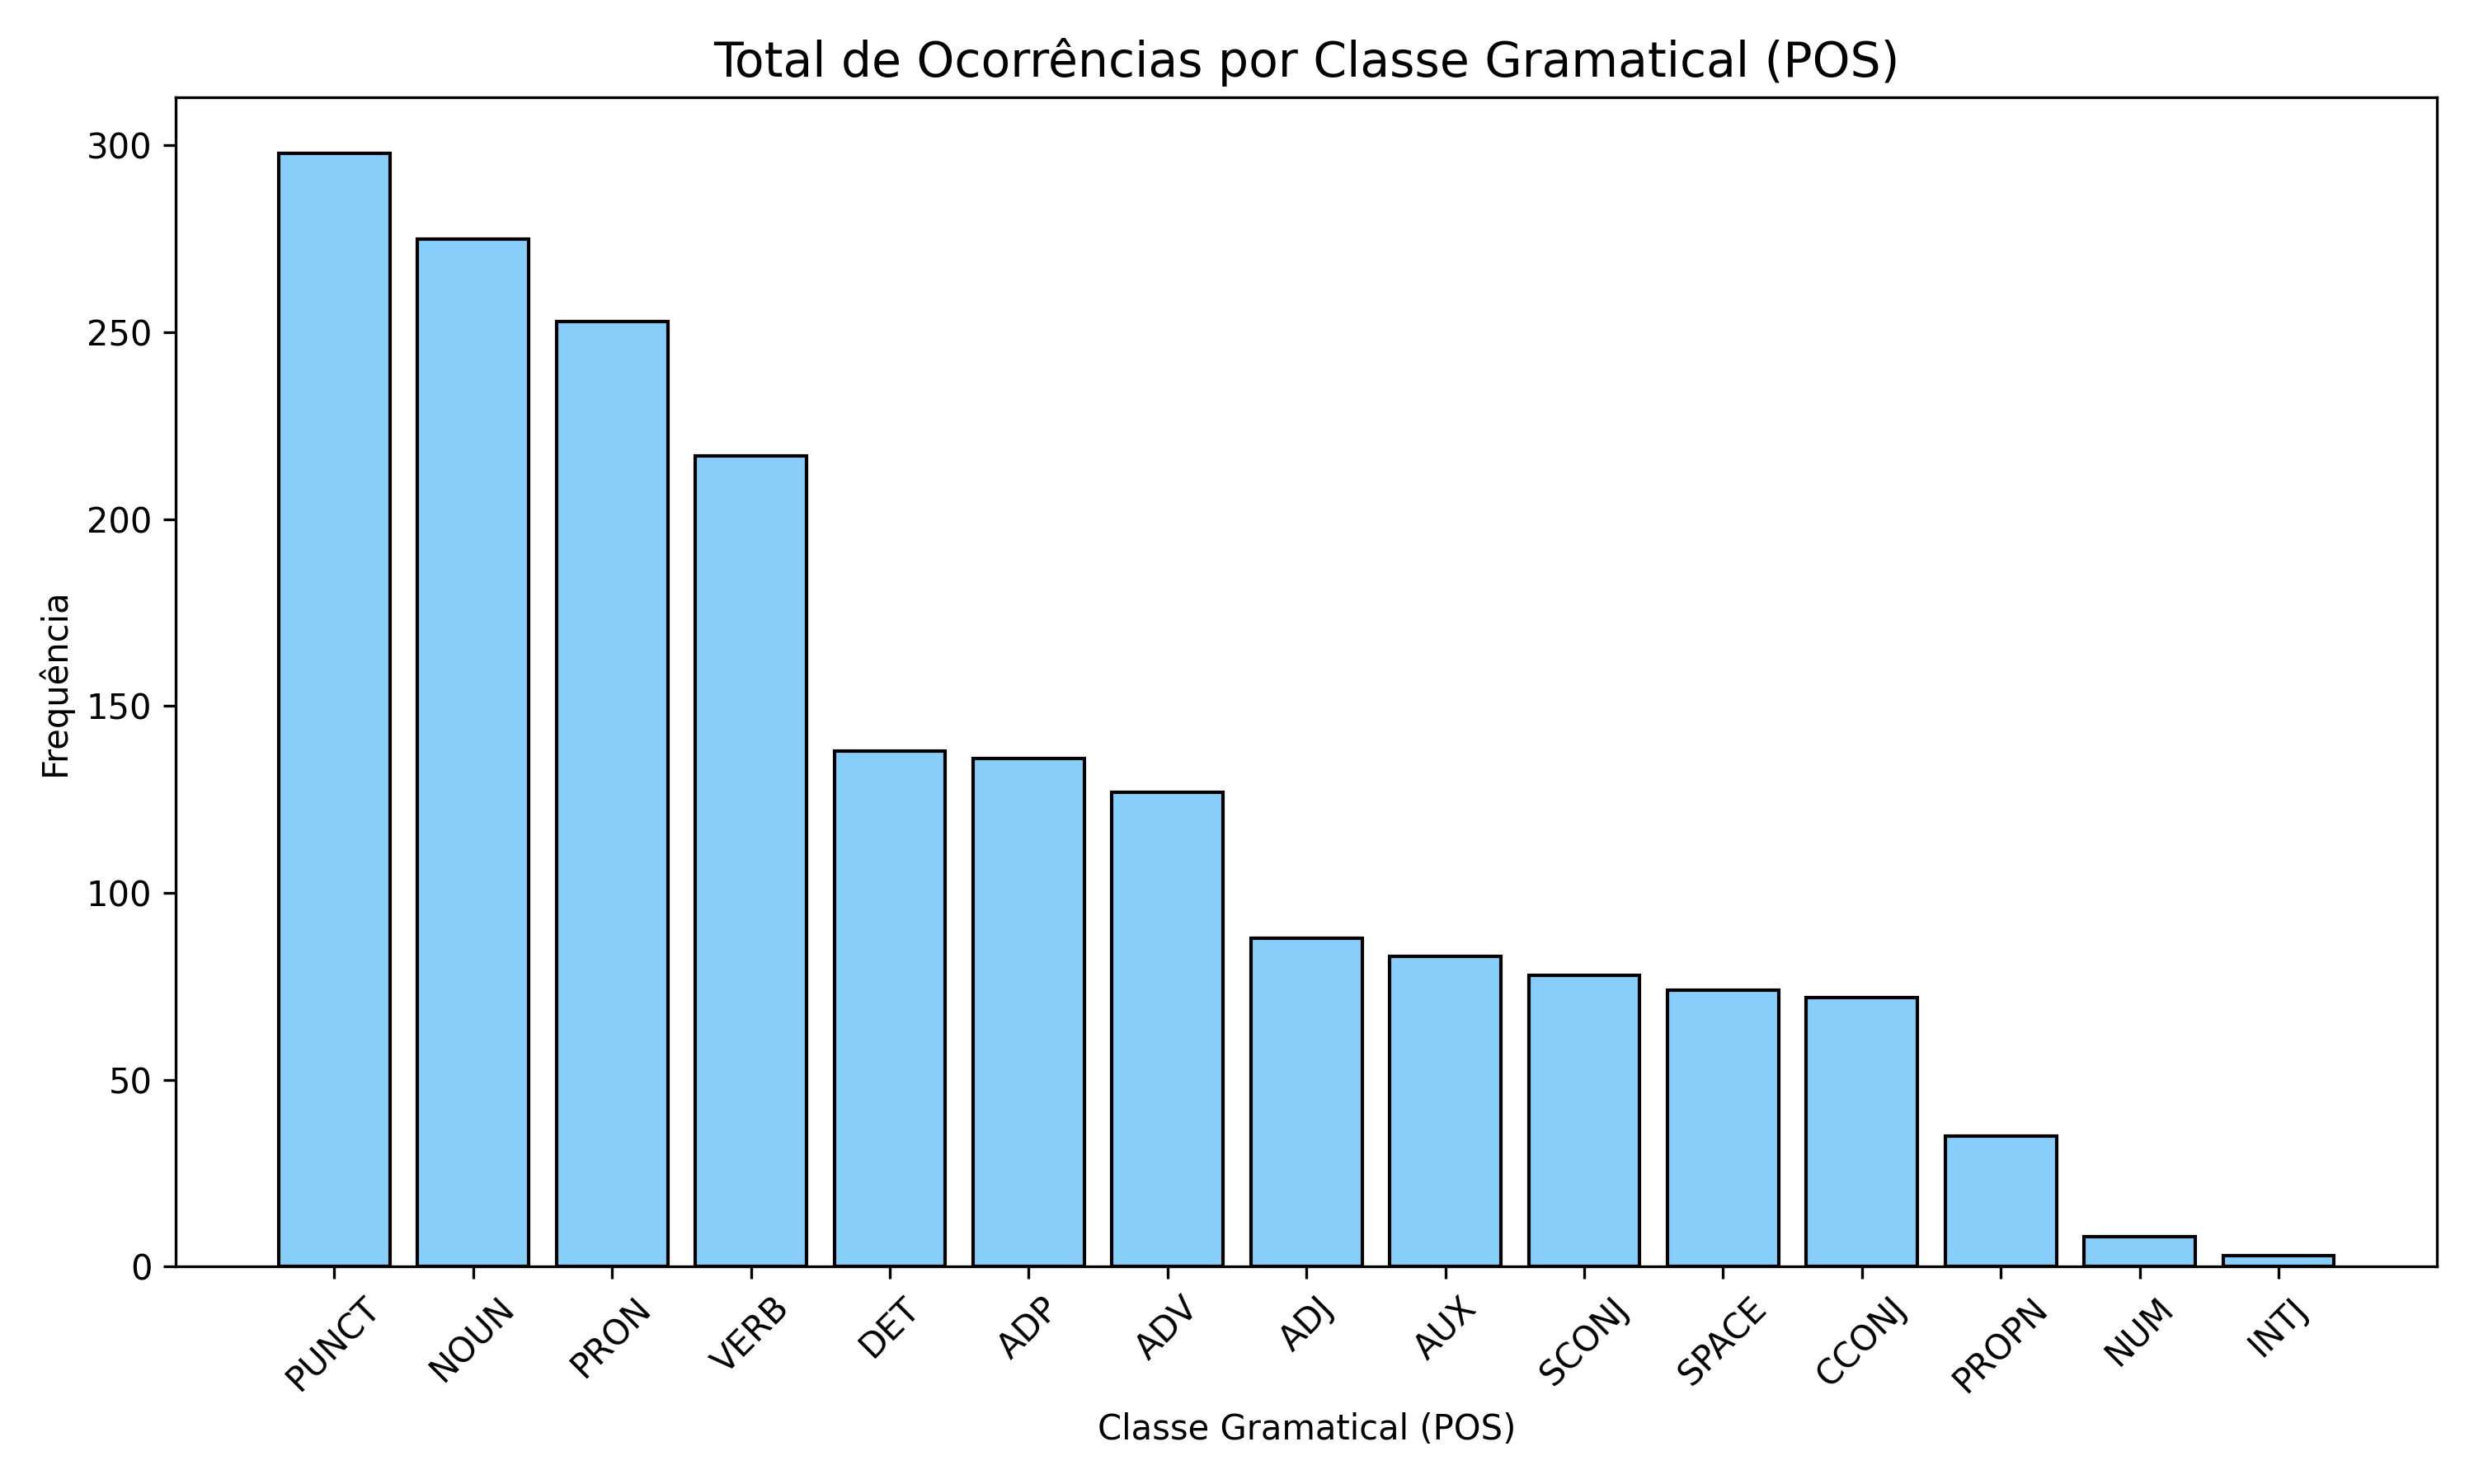 Total de Ocorrências por Classe Gramatical (POS)
Frequência
300
250
200
150
100
50
0
PUNCT
NOUN
PRON
VERB
DET
ADP
ADV
ADJ
AUX
SCONJ
SPACE
CCONJ
PROPN
NUM
INTJ
Classe Gramatical (POS)